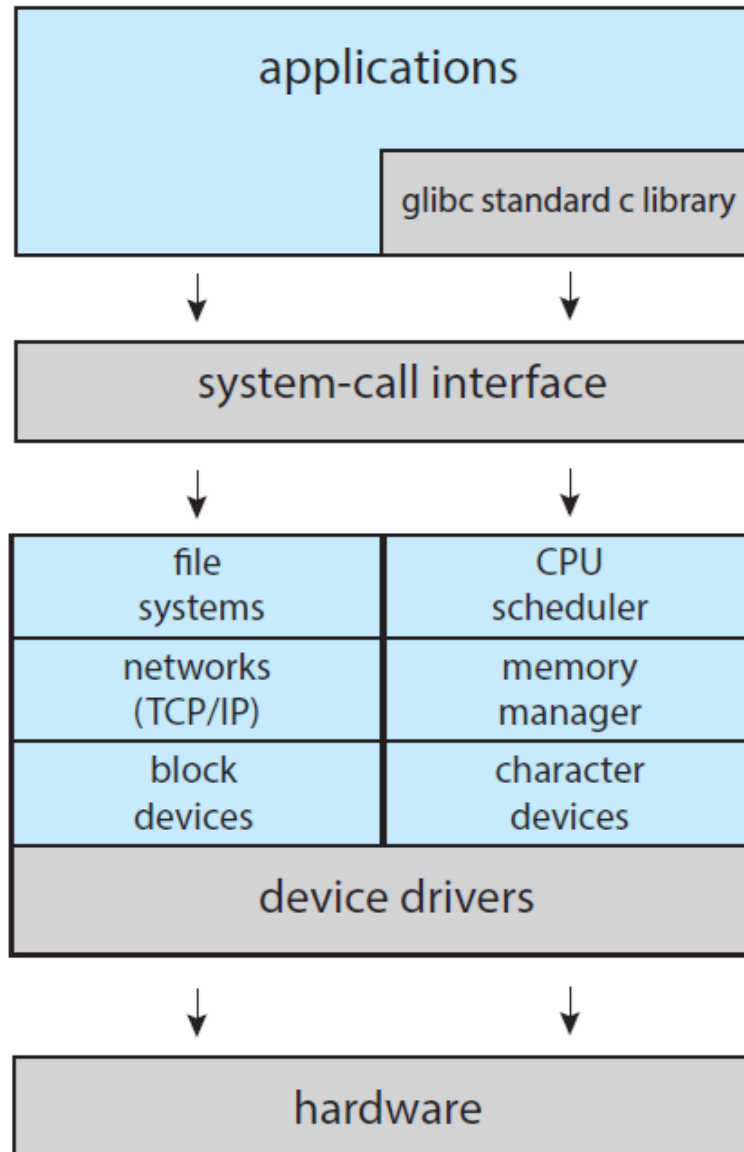 applications
glibc standard c library
system-call interface
file
systems
CPU
scheduler
networks
(TCP/IP)
memory
manager
block
devices
character
devices
device drivers
hardware